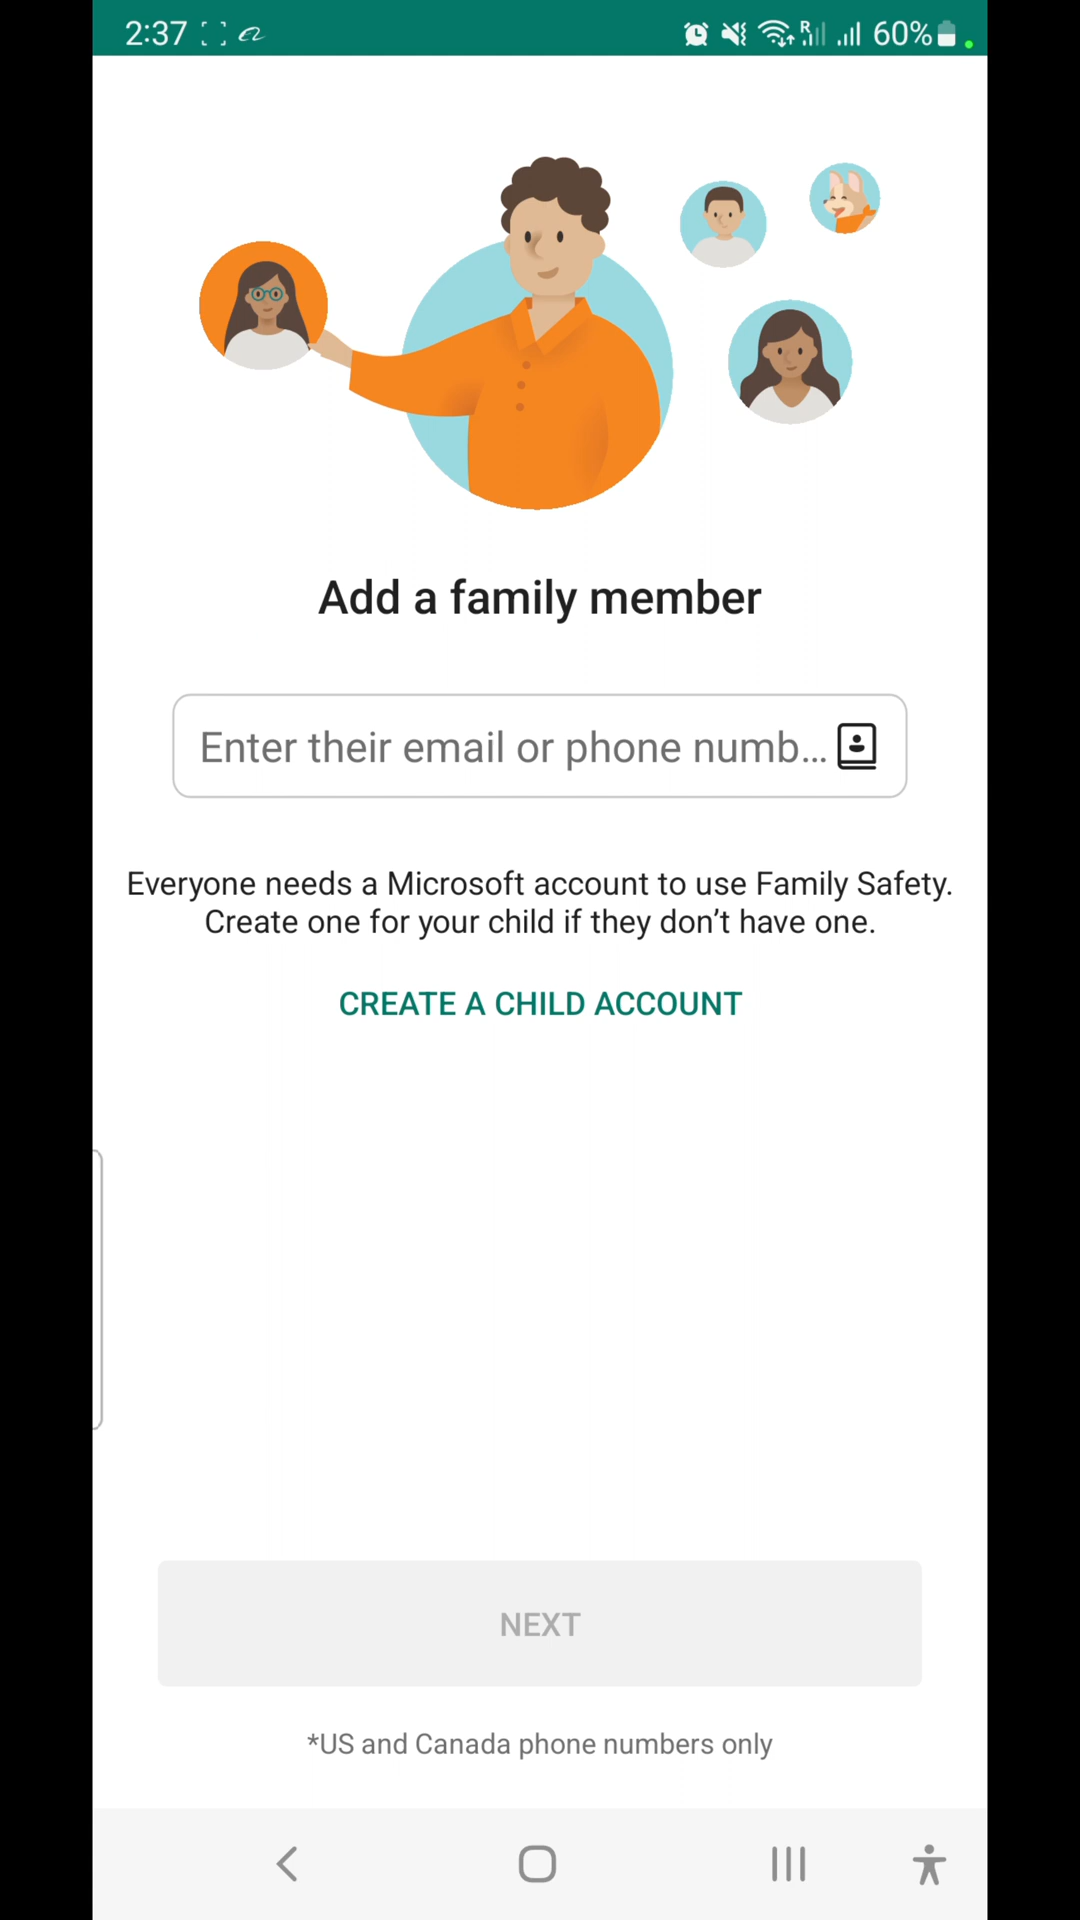 2:37
R
60%
Add a family member
Enter their email or phone numb...
Everyone needs a Microsoft account to use Family Safety.
Create one for your child if they don’t have one.
CREATE A CHILD ACCOUNT
NEXT
*US and Canada phone numbers only